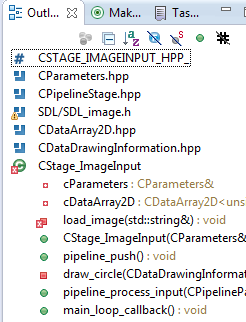 Outl...
Mak...
Tas...
CSTAGE_IMAGEINPUT_HPP_
CParameters.hpp
CPipelineStage.hpp
SDL/SDL_image.h
CDataArray2D.hpp
CDataDrawingInformation.hpp
CStage_ImageInput
cParameters : CParameters&
cDataArray2D : CDataArray2D<uns
load_image(std::string&) : void
CStage_ImageInput(CParameters&
pipeline_push() : void
draw_circle(CDataDrawingInforma
pipeline_process_input(CPipelinePa
main_loop_callback() : void